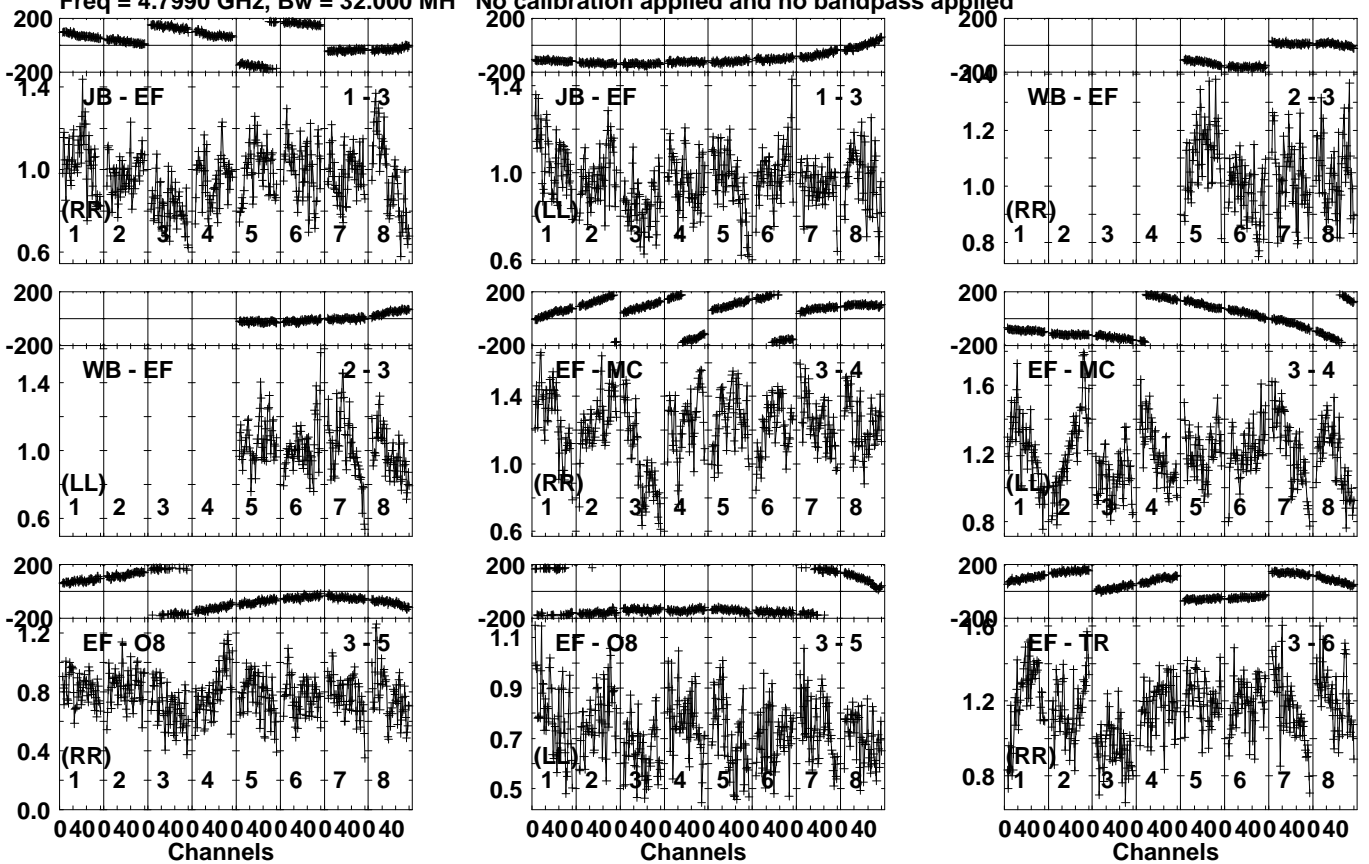 Freq = 4.7990 GHz, Bw = 32.000 MH No calibration applied and no bandpass applied
200
-200
1.4
1.0
0.6
JB - EF 1 - 3
(RR)
1 2 3 4 5 6 7 8
200
-200
1.4
1.0
0.6
JB - EF 1 - 3
(LL)
1 2 3 4 5 6 7 8
200
-200
1.4
1.2
1.0
0.8
WB - EF 2 - 3
(RR)
1 2 3 4 5 6 7 8
200
-200
1.4
1.0
0.6
WB - EF 2 - 3
(LL)
1 2 3 4 5 6 7 8
200
-200
1.4
1.0
0.6
EF - MC 3 - 4
(RR)
1 2 3 4 5 6 7 8
200
-200
1.6
1.2
0.8
EF - MC 3 - 4
(LL)
1 2 3 4 5 6 7 8
200
-200
1.2
0.8
0.4
0.0
EF - O8 3 - 5
(RR)
1 2 3 4 5 6 7 8
0 40 0 40 0 40 0 40 0 40 0 40 0 40 0 40
Channels
200
-200
1.1
0.9
0.7
0.5
EF - O8 3 - 5
(LL)
1 2 3 4 5 6 7 8
0 40 0 40 0 40 0 40 0 40 0 40 0 40 0 40
Channels
200
-200
1.6
1.2
0.8
EF - TR 3 - 6
(RR)
1 2 3 4 5 6 7 8
0 40 0 40 0 40 0 40 0 40 0 40 0 40 0 40
Channels